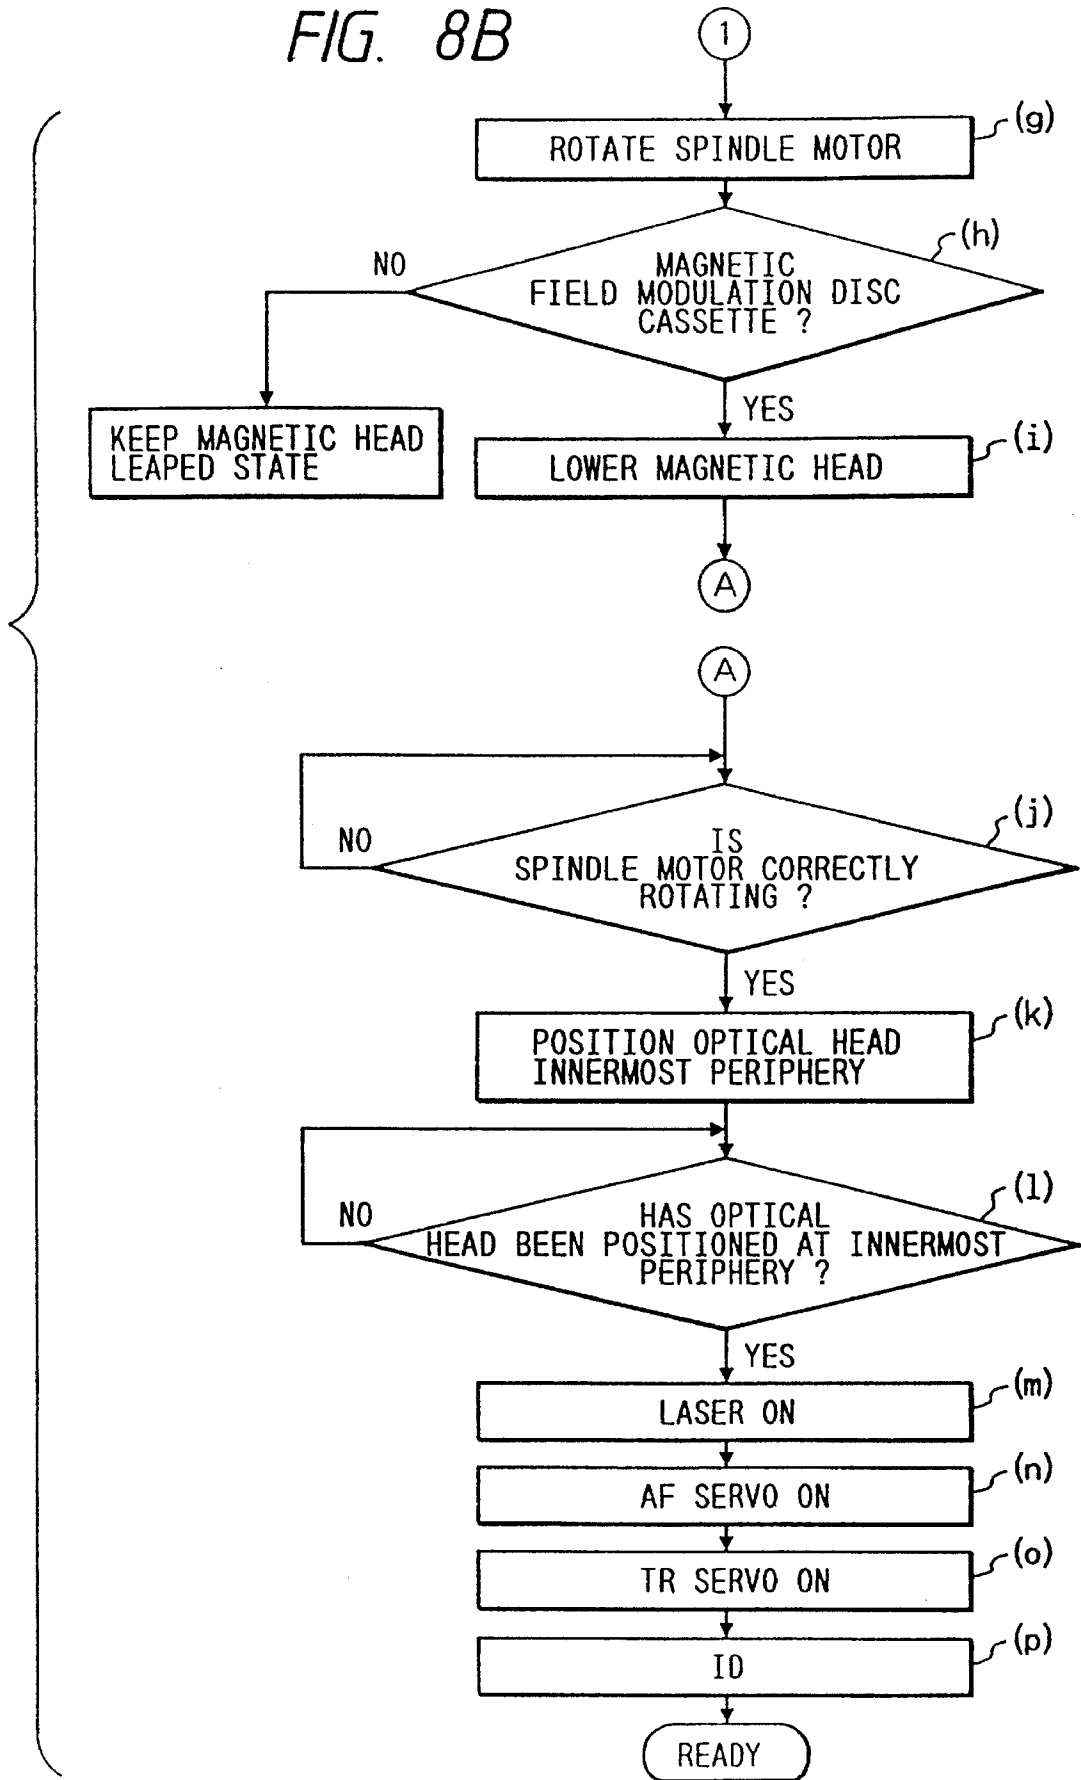 FIG. 8B
1
(g)
ROTATE SPINDLE MOTOR
(h)
NO
MAGNETIC
FIELD MODULATION DISC
CASSETTE ?
YES
KEEP MAGNETIC HEAD
LEAPED STATE
(i)
LOWER MAGNETIC HEAD
A
A
(j)
NO
IS
SPINDLE MOTOR CORRECTLY
ROTATING ?
YES
(k)
POSITION OPTICAL HEAD
INNERMOST PERIPHERY
(l)
NO
HAS OPTICAL
HEAD BEEN POSITIONED AT INNERMOST
PERIPHERY ?
YES
(m)
LASER ON
(n)
AF SERVO ON
(o)
TR SERVO ON
(p)
ID
READY